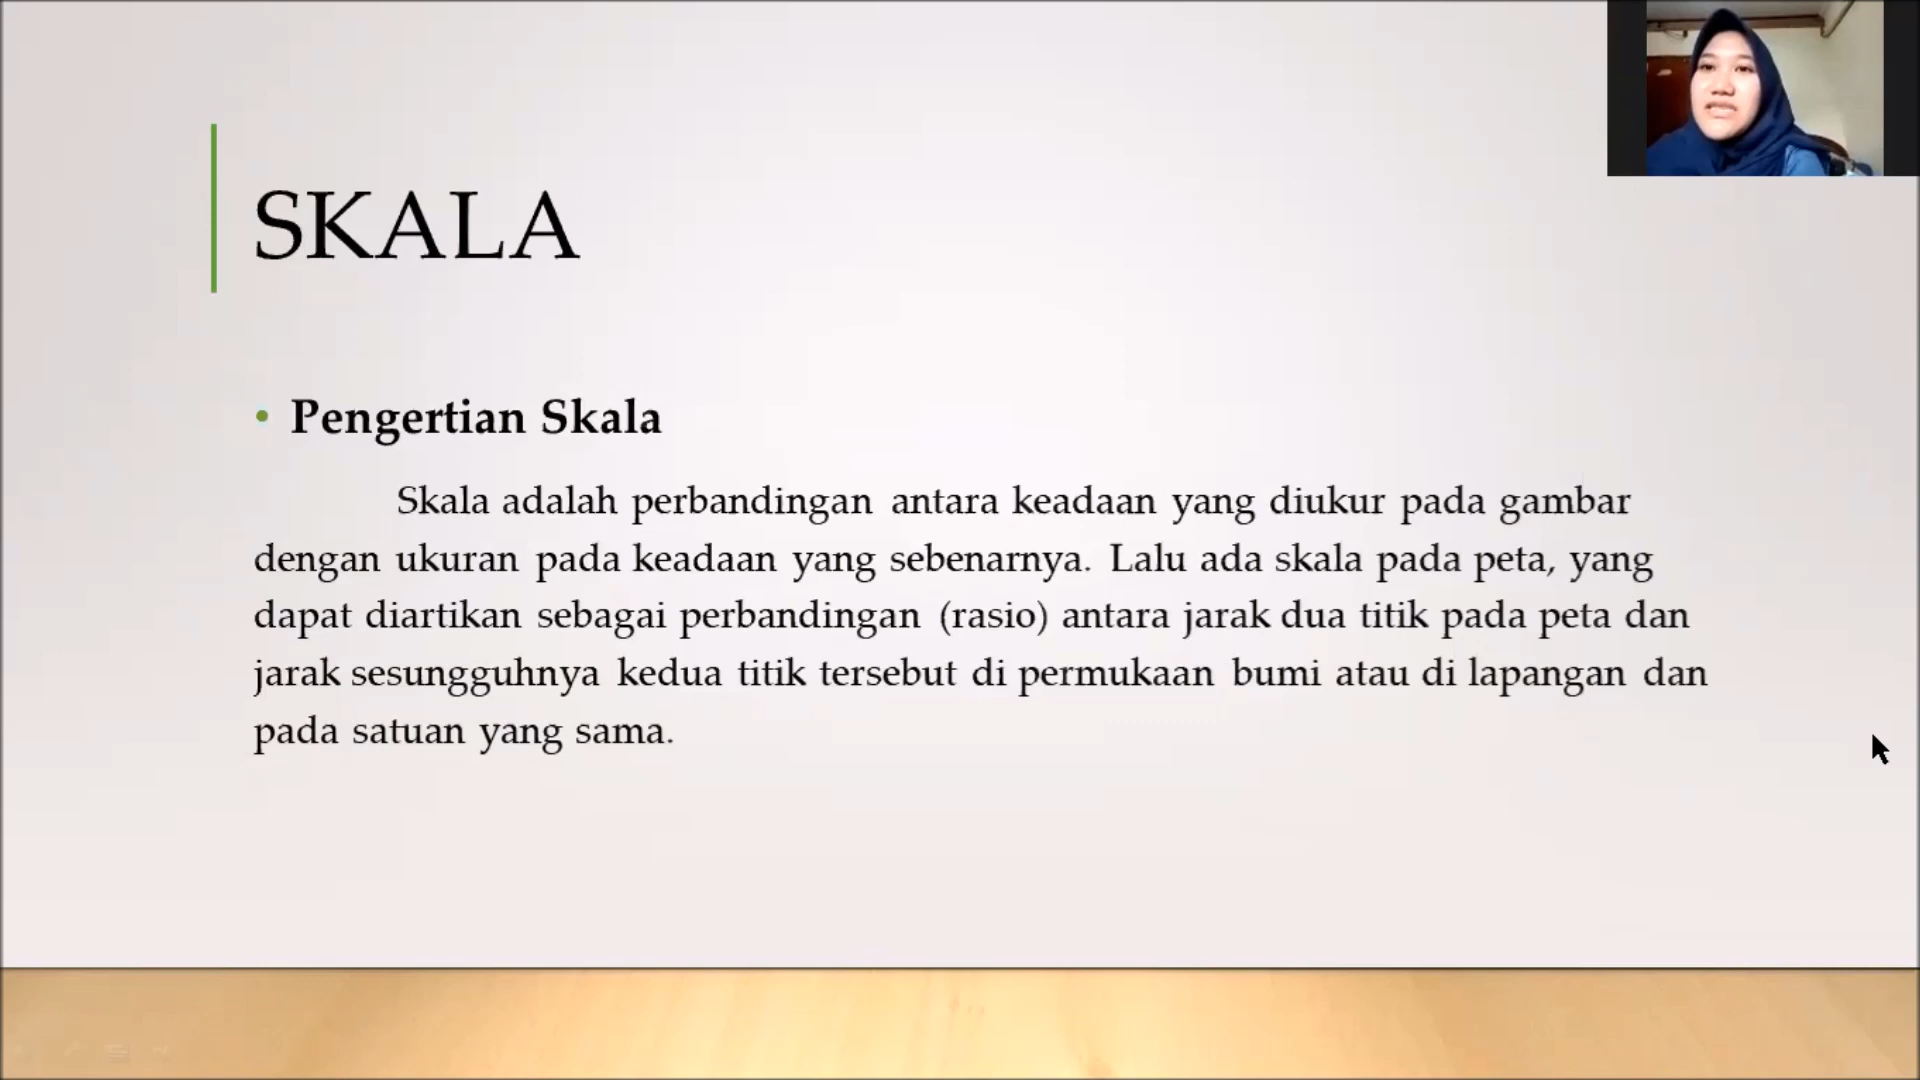 SKALA
• Pengertian Skala
Skala adalah perbandingan antara keadaan yang diukur pada gambar
dengan ukuran pada keadaan yang sebenarnya. Lalu ada skala pada peta, yang
dapat diartikan sebagai perbandingan (rasio) antara jarak dua titik pada peta dan
jarak sesungguhnya kedua titik tersebut di permukaan bumi atau di lapangan dan
pada satuan yang sama.